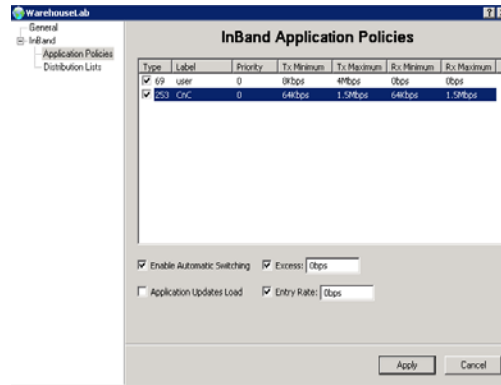 WarehouseLab
General
InBand
Application Policies
Distribution Lists
InBand Application Policies
Type Label Priority Tx Minimum Tx Maximum Rx Minimum Rx Maximum
69 user 0 0Kbps 4Mbps 0bps 0bps
253 CnC 0 64Kbps 1.5Mbps 64Kbps 1.5Mbps
Enable Automatic Switching Excess: 0bps
Application Updates Load Entry Rate: 0bps
Apply Cancel